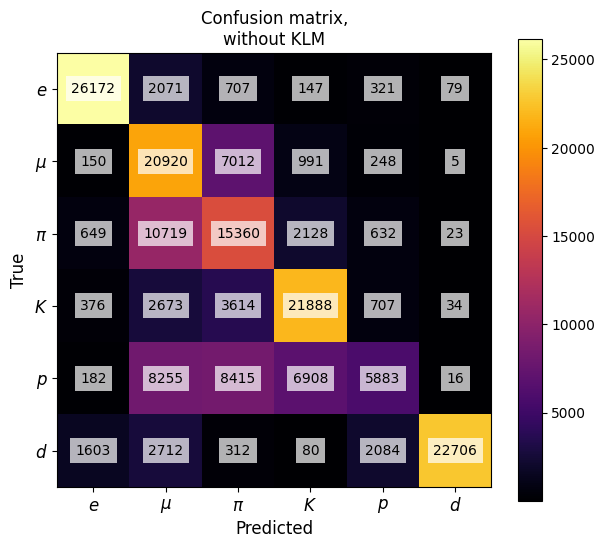 Confusion matrix,
without KLM
e 26172 2071 707 147 321 79
μ 150 20920 7012 991 248 5
π 649 10719 15360 2128 632 23
K 376 2673 3614 21888 707 34
p 182 8255 8415 6908 5883 16
d 1603 2712 312 80 2084 22706
e μ π K p d
Predicted
True
25000
20000
15000
10000
5000